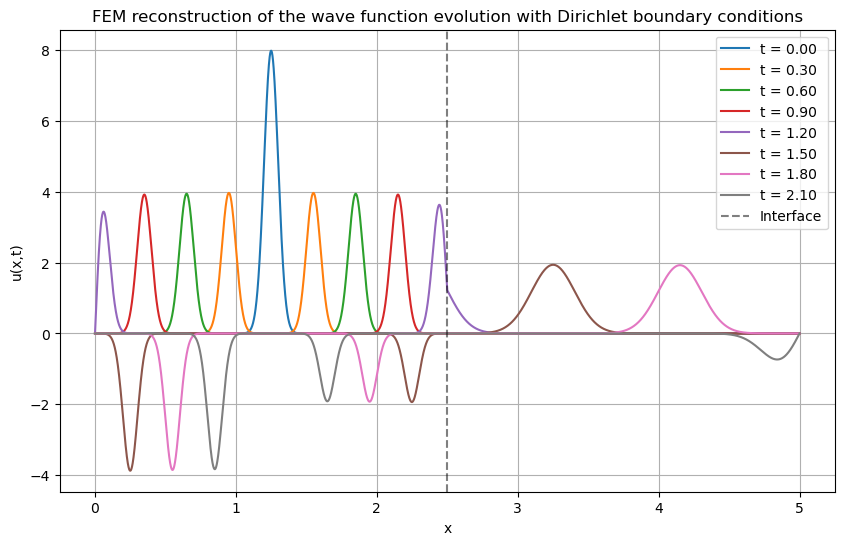 FEM reconstruction of the wave function evolution with Dirichlet boundary conditions
u(x,t)
8
6
4
2
0
−2
−4
t = 0.00
t = 0.30
t = 0.60
t = 0.90
t = 1.20
t = 1.50
t = 1.80
t = 2.10
Interface
0 1 2 3 4 5
x